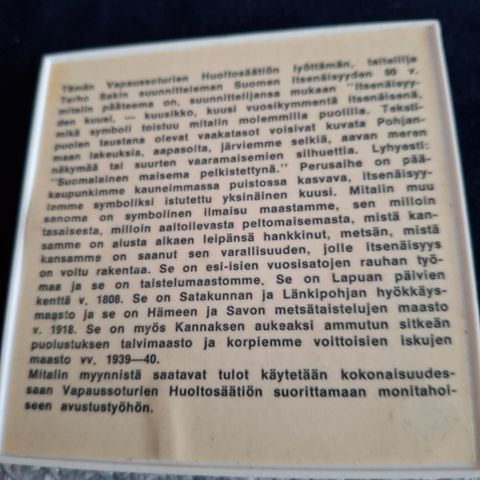 Tämän Vapaussoturien Huoltosäätiön lyöttämän, taiteilija
Terho Sakin suunnitteleman Suomen itsenäisyyden 50 v.
mitalin pääteema on, suunnittelijansa mukaan "Itsenäisyy-
den kuusi, — kuusikko, kuusi vuosikymmentä itsenäisenä,
mikä symboli toistuu mitalin molemmilla puolilla. Teksti-
puolen taustana olevat vaakatasot voisivat kuvata Pohjan-
maan lakeuksia, aapasoita, järviemme selkiä, aavan meren
näkymää tai suurten vaaramaisemien silhuettia. Lyhyesti:
"Suomalainen maisema pelkistettynä." Perusaihe on pää-
kaupunkimme kauneimmassa puistossa kasvava, itsenäisyy-
temme symboliksi istutettu yksinäinen kuusi. Mitalin muu
sanoma on symbolinen ilmaisu maastamme, sen milloin
tasaisesta, milloin aaltoilevasta peltomaisemasta, mistä kan-
samme on alusta alkaen leipänsä hankkinut, metsän, mistä
kansamme on saanut sen varallisuuden, jolle itsenäisyys
on voitu rakentaa. Se on esi-isien vuosisatojen rauhan työ-
maa ja se on taistelumaastomme. Se on Lapuan päivien
kenttä v. 1808. Se on Satakunnan ja Länkipohjan hyökkäys-
maasto ja se on Hämeen ja Savon metsätaistelujen maasto
v. 1918. Se on myös Kannaksen aukeaksi ammutun sitkeän
puolustuksen talvimaasto ja korpiemme voittoisien iskujen
maasto vv. 1939—40.
Mitalin myynnistä saatavat tulot käytetään kokonaisuudes-
saan Vapaussoturien Huoltosäätiön suorittamaan monitahoi-
seen avustustyöhön.